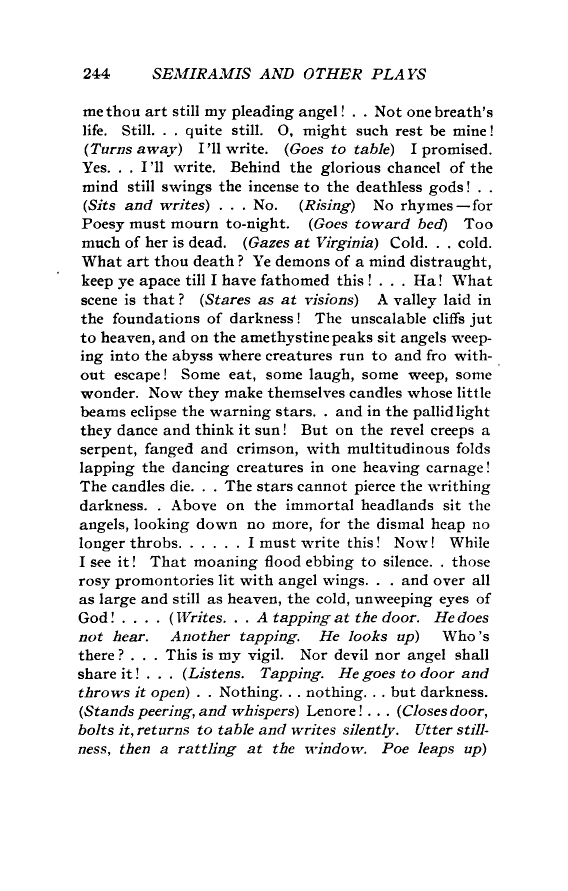 244 SEMIRAMIS AND OTHER PLAYS
me thou art still my pleading angel! . . Not one breath's
life. Still. . . quite still. O, might such rest be mine!
(Turns away) I'll write. (Goes to table) I promised.
Yes. . . I'll write. Behind the glorious chancel of the
mind still swings the incense to the deathless gods! . .
(Sits and writes) . . . No. (Rising) No rhymes—for
Poesy must mourn to-night. (Goes toward bed) Too
much of her is dead. (Gazes at Virginia) Cold. . . cold.
What art thou death? Ye demons of a mind distraught,
keep ye apace till I have fathomed this! . . . Ha! What
scene is that? (Stares as at visions) A valley laid in
the foundations of darkness! The unscalable cliffs jut
to heaven, and on the amethystine peaks sit angels weep-
ing into the abyss where creatures run to and fro with-
out escape! Some eat, some laugh, some weep, some
wonder. Now they make themselves candles whose little
beams eclipse the warning stars. . and in the pallid light
they dance and think it sun! But on the revel creeps a
serpent, fanged and crimson, with multitudinous folds
lapping the dancing creatures in one heaving carnage!
The candles die. . . The stars cannot pierce the writhing
darkness. . Above on the immortal headlands sit the
angels, looking down no more, for the dismal heap no
longer throbs. . . . . . I must write this! Now! While
I see it! That moaning flood ebbing to silence. . those
rosy promontories lit with angel wings. . . and over all
as large and still as heaven, the cold, unweeping eyes of
God! . . . . (Writes. . . A tapping at the door. He does
not hear. Another tapping. He looks up) Who's
there? . . . This is my vigil. Nor devil nor angel shall
share it! . . . (Listens. Tapping. He goes to door and
throws it open) . . Nothing. . . nothing. . . but darkness.
(Stands peering, and whispers) Lenore! . . . (Closes door,
bolts it, returns to table and writes silently. Utter still-
ness, then a rattling at the window. Poe leaps up)